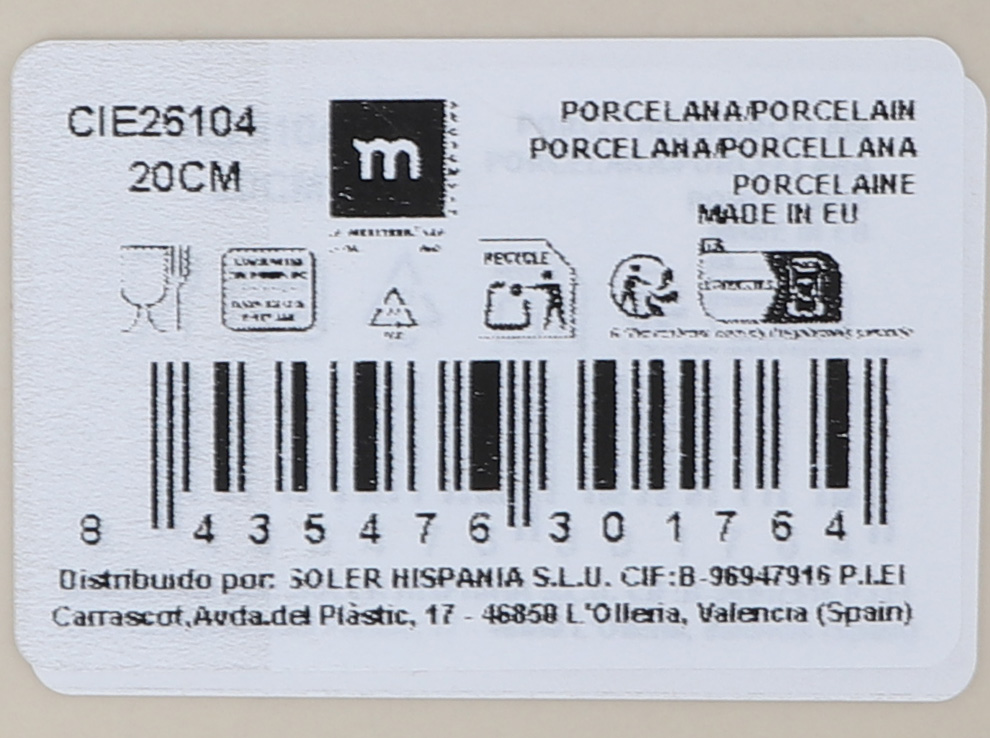 CIE26104
20CM
m
PORCELANA/PORCELAIN
PORCELANA/PORCELLANA
PORCELAINE
MADE IN EU
RECYCLE
8 435476 301764
Distribuido por: SOLER HISPANIA S.L.U. CIF:B-96947916 P.I.El
Carrascot,Avda.del Plàstic, 17 - 46850 L'Olleria, Valencia (Spain)